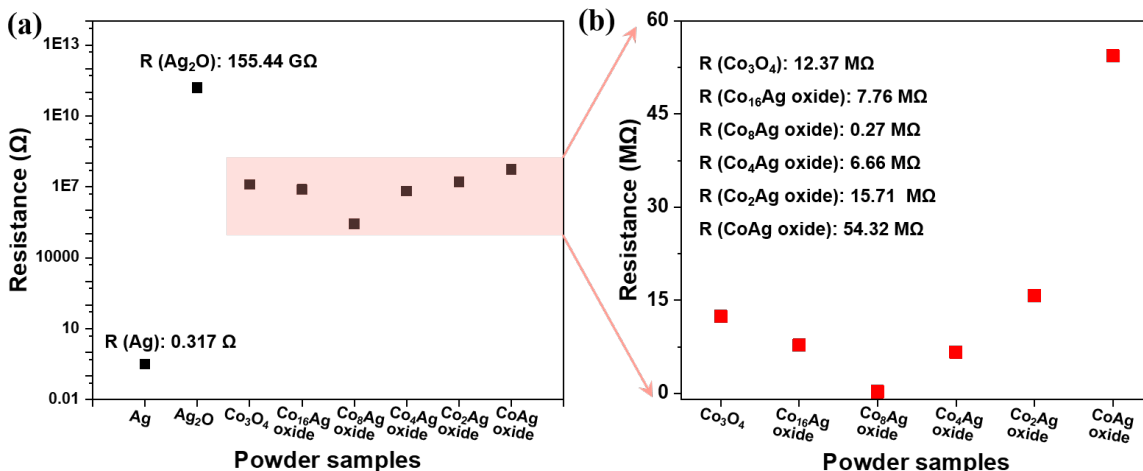 (a)
1E13
1E10
1E7
10000
10
0.01
Resistance (Ω)
R (Ag₂O): 155.44 GΩ
R (Ag): 0.317 Ω
Ag
Ag₂O
Co₃O₄
Co₁₆Ag
oxide
Co₈Ag
oxide
Co₄Ag
oxide
Co₂Ag
oxide
CoAg
oxide
Powder samples
(b)
60
45
30
15
0
Resistance (MΩ)
R (Co₃O₄): 12.37 MΩ
R (Co₁₆Ag oxide): 7.76 MΩ
R (Co₈Ag oxide): 0.27 MΩ
R (Co₄Ag oxide): 6.66 MΩ
R (Co₂Ag oxide): 15.71 MΩ
R (CoAg oxide): 54.32 MΩ
Co₃O₄
Co₁₆Ag
oxide
Co₈Ag
oxide
Co₄Ag
oxide
Co₂Ag
oxide
CoAg
oxide
Powder samples